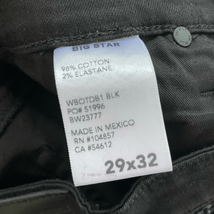 BIG STAR
98% COTTON
2% ELASTANE
WBOTDB1 BLK
PO# 51996
BW23777
MADE IN MEXICO
RN #104857
CA #54612
29x32